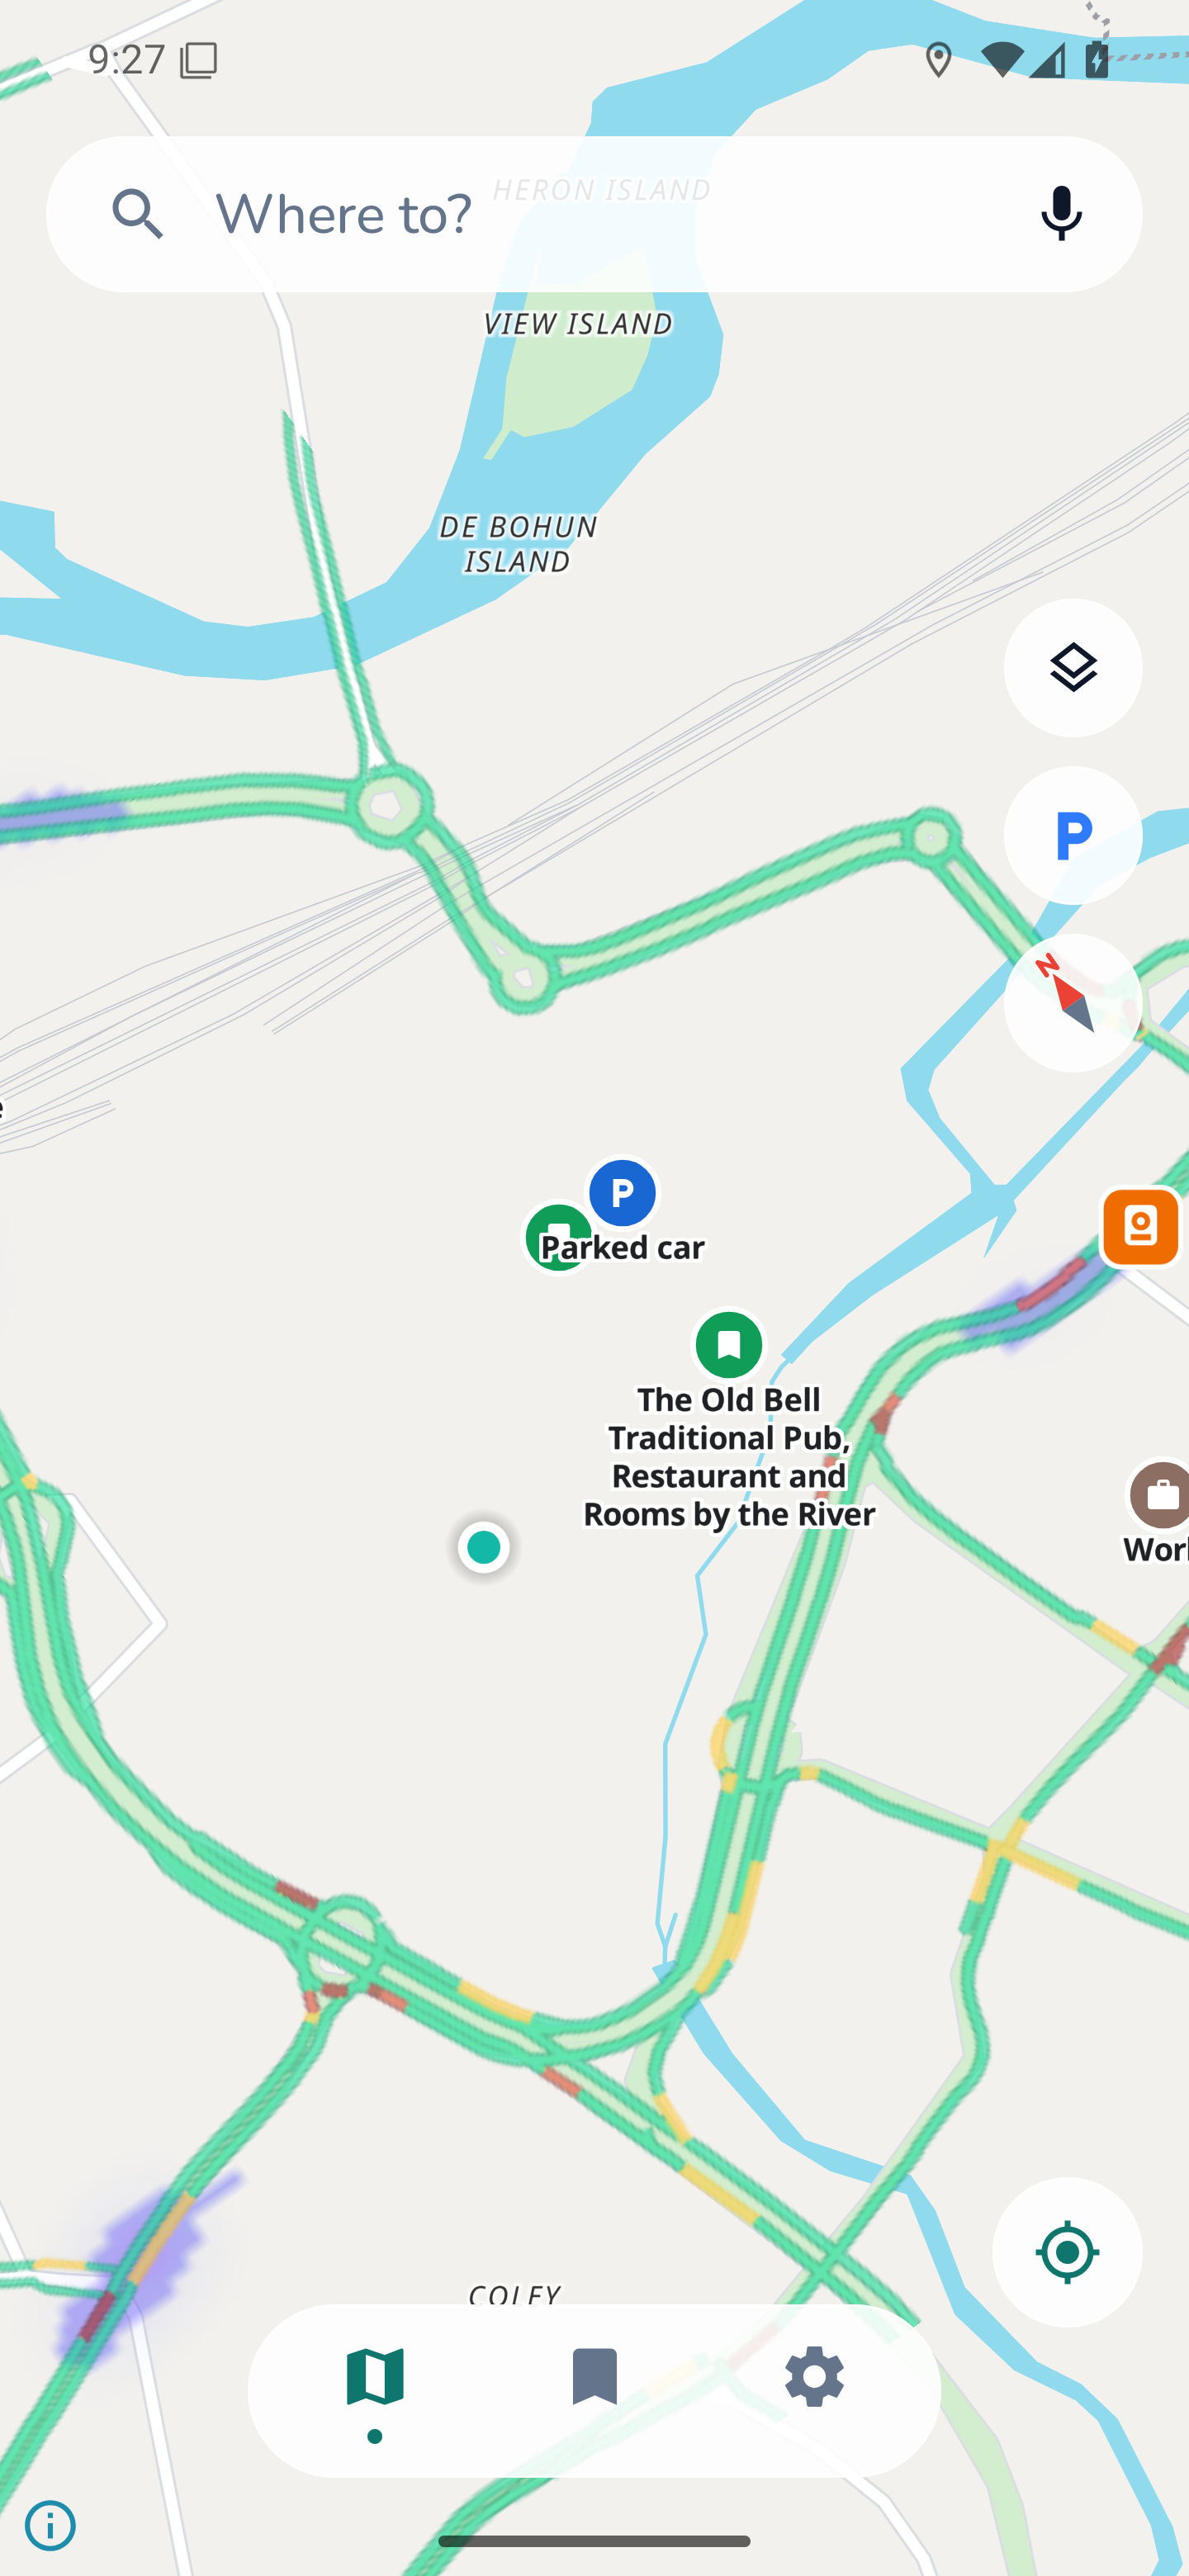 9:27
HERON ISLAND
Where to?
VIEW ISLAND
DE BOHUN
ISLAND
P
N
P
Parked car
The Old Bell
Traditional Pub,
Restaurant and
Rooms by the River
COLEY